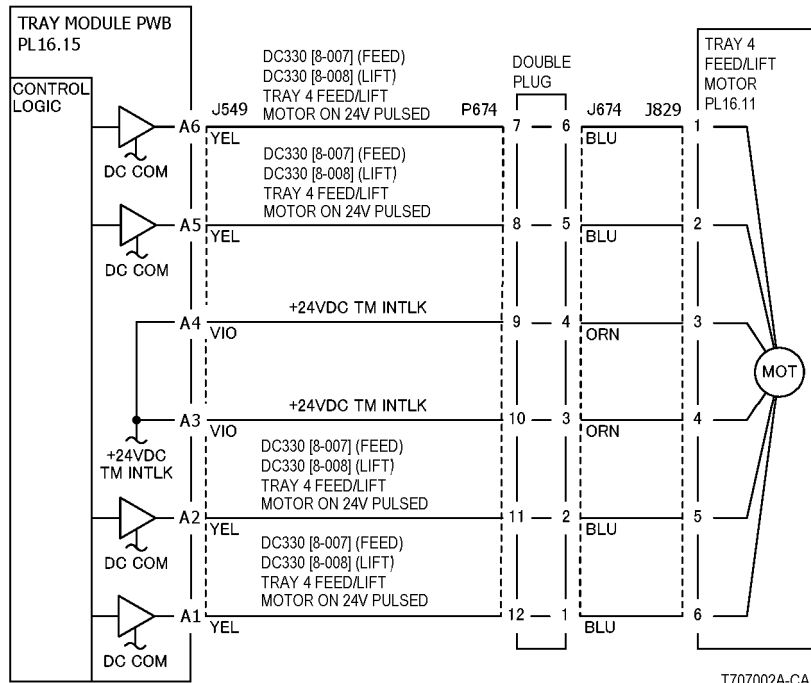 TRAY MODULE PWB
PL16.15
CONTROL
LOGIC
DC330 [8-007] (FEED)
DC330 [8-008] (LIFT)
TRAY 4 FEED/LIFT
MOTOR ON 24V PULSED
DOUBLE
PLUG
TRAY 4
FEED/LIFT
MOTOR
PL16.11
A6 J549 P674 7 6 J674 J829 1
YEL BLU
DC COM
DC330 [8-007] (FEED)
DC330 [8-008] (LIFT)
TRAY 4 FEED/LIFT
MOTOR ON 24V PULSED
A5 8 5 2
YEL BLU
DC COM
+24VDC TM INTLK
A4 9 4 3
VIO ORN
MOT
+24VDC TM INTLK
A3 10 3 4
VIO ORN
+24VDC
TM INTLK
DC330 [8-007] (FEED)
DC330 [8-008] (LIFT)
TRAY 4 FEED/LIFT
MOTOR ON 24V PULSED
A2 11 2 5
YEL BLU
DC COM
DC330 [8-007] (FEED)
DC330 [8-008] (LIFT)
TRAY 4 FEED/LIFT
MOTOR ON 24V PULSED
A1 12 1 6
YEL BLU
DC COM
T707002A-CA